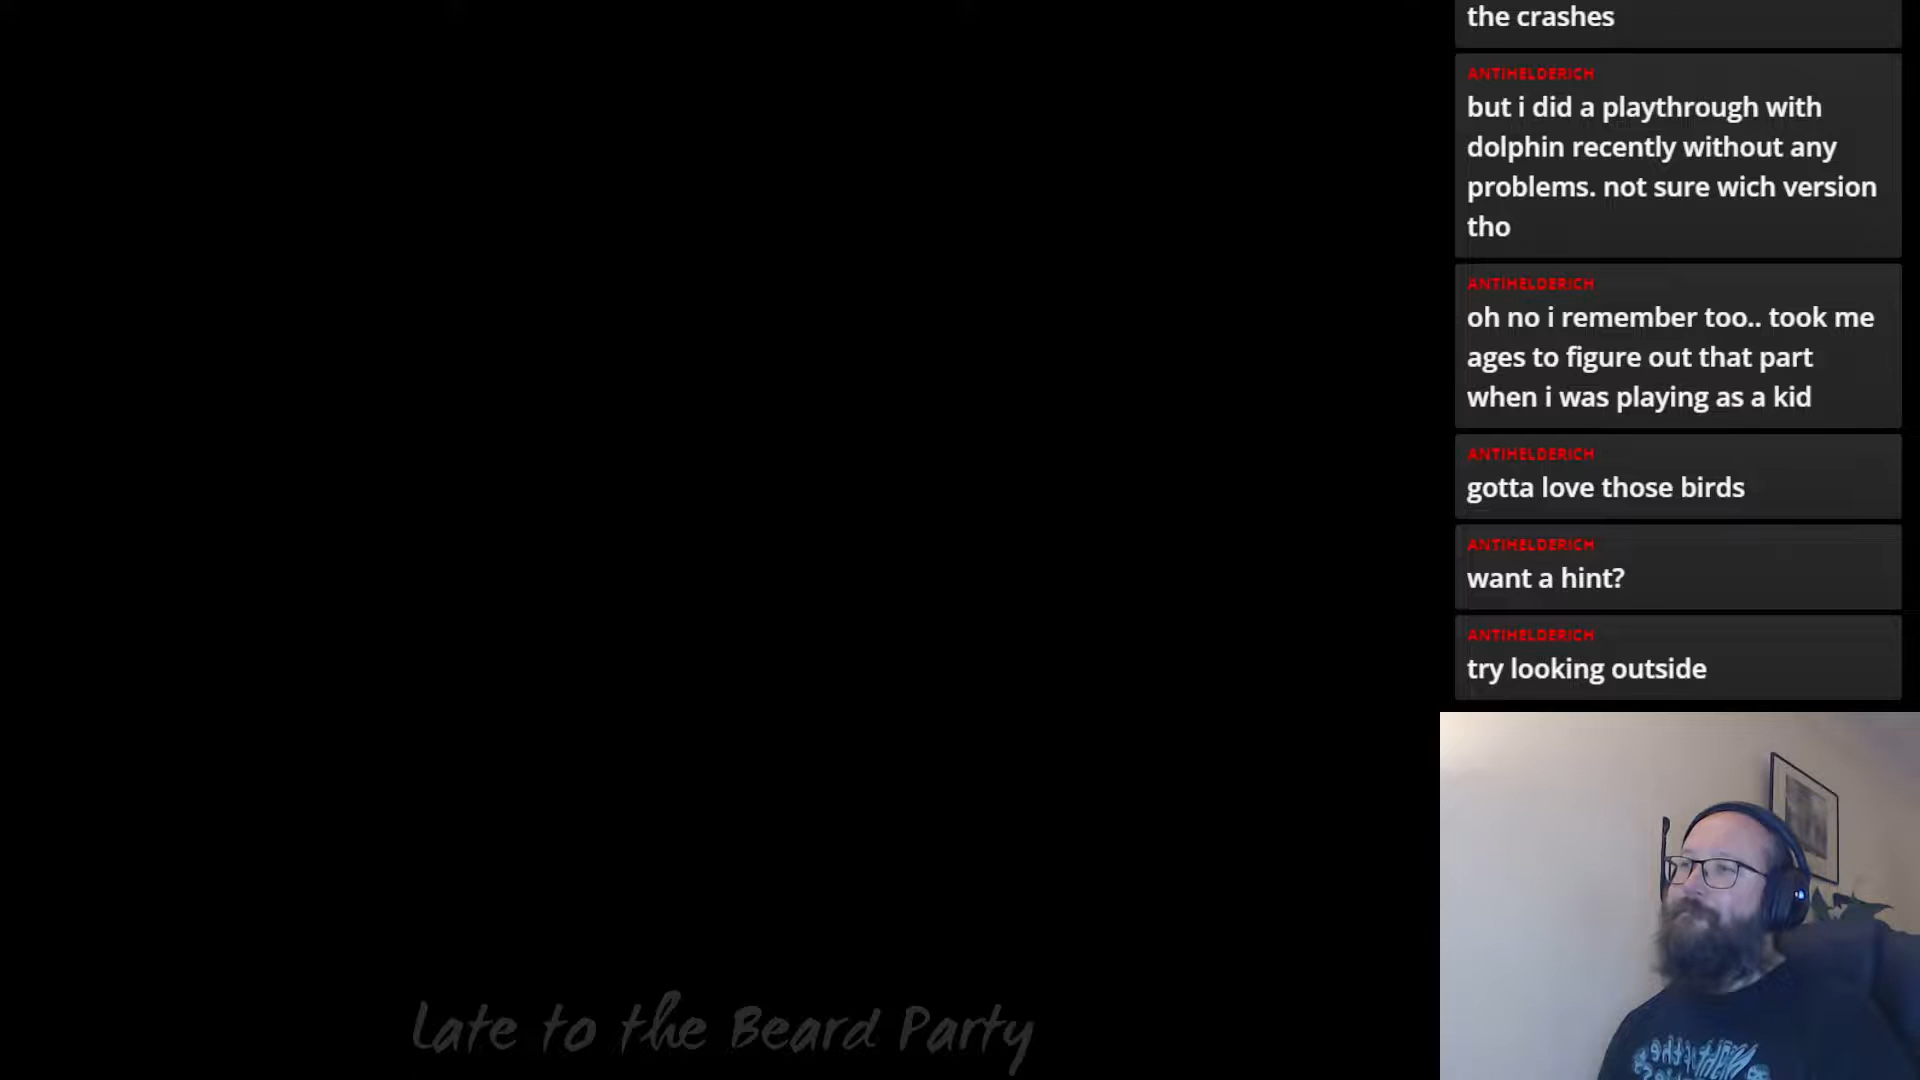 the crashes
ANTIHELDERICH
but i did a playthrough with
dolphin recently without any
problems. not sure wich version
tho
ANTIHELDERICH
oh no i remember too.. took me
ages to figure out that part
when i was playing as a kid
ANTIHELDERICH
gotta love those birds
ANTIHELDERICH
want a hint?
ANTIHELDERICH
try looking outside
Late to the Beard Party